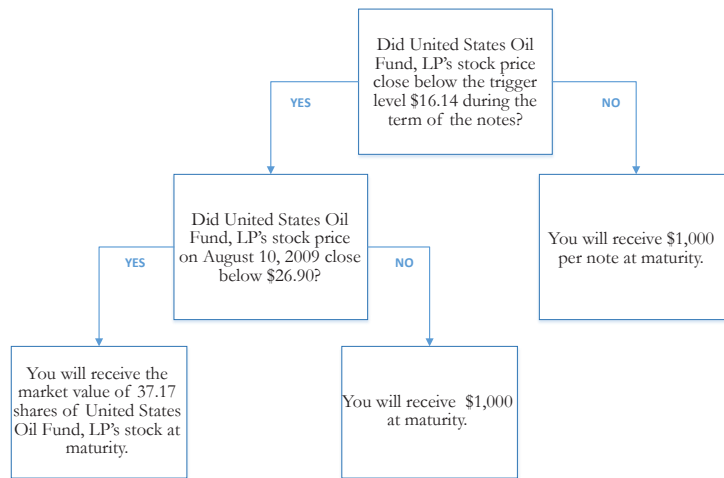 Did United States Oil
Fund, LP's stock price
close below the trigger
level $16.14 during the
term of the notes?
YES
NO
Did United States Oil
Fund, LP's stock price
on August 10, 2009 close
below $26.90?
You will receive $1,000
per note at maturity.
YES
NO
You will receive the
market value of 37.17
shares of United States
Oil Fund, LP's stock at
maturity.
You will receive  $1,000
at maturity.